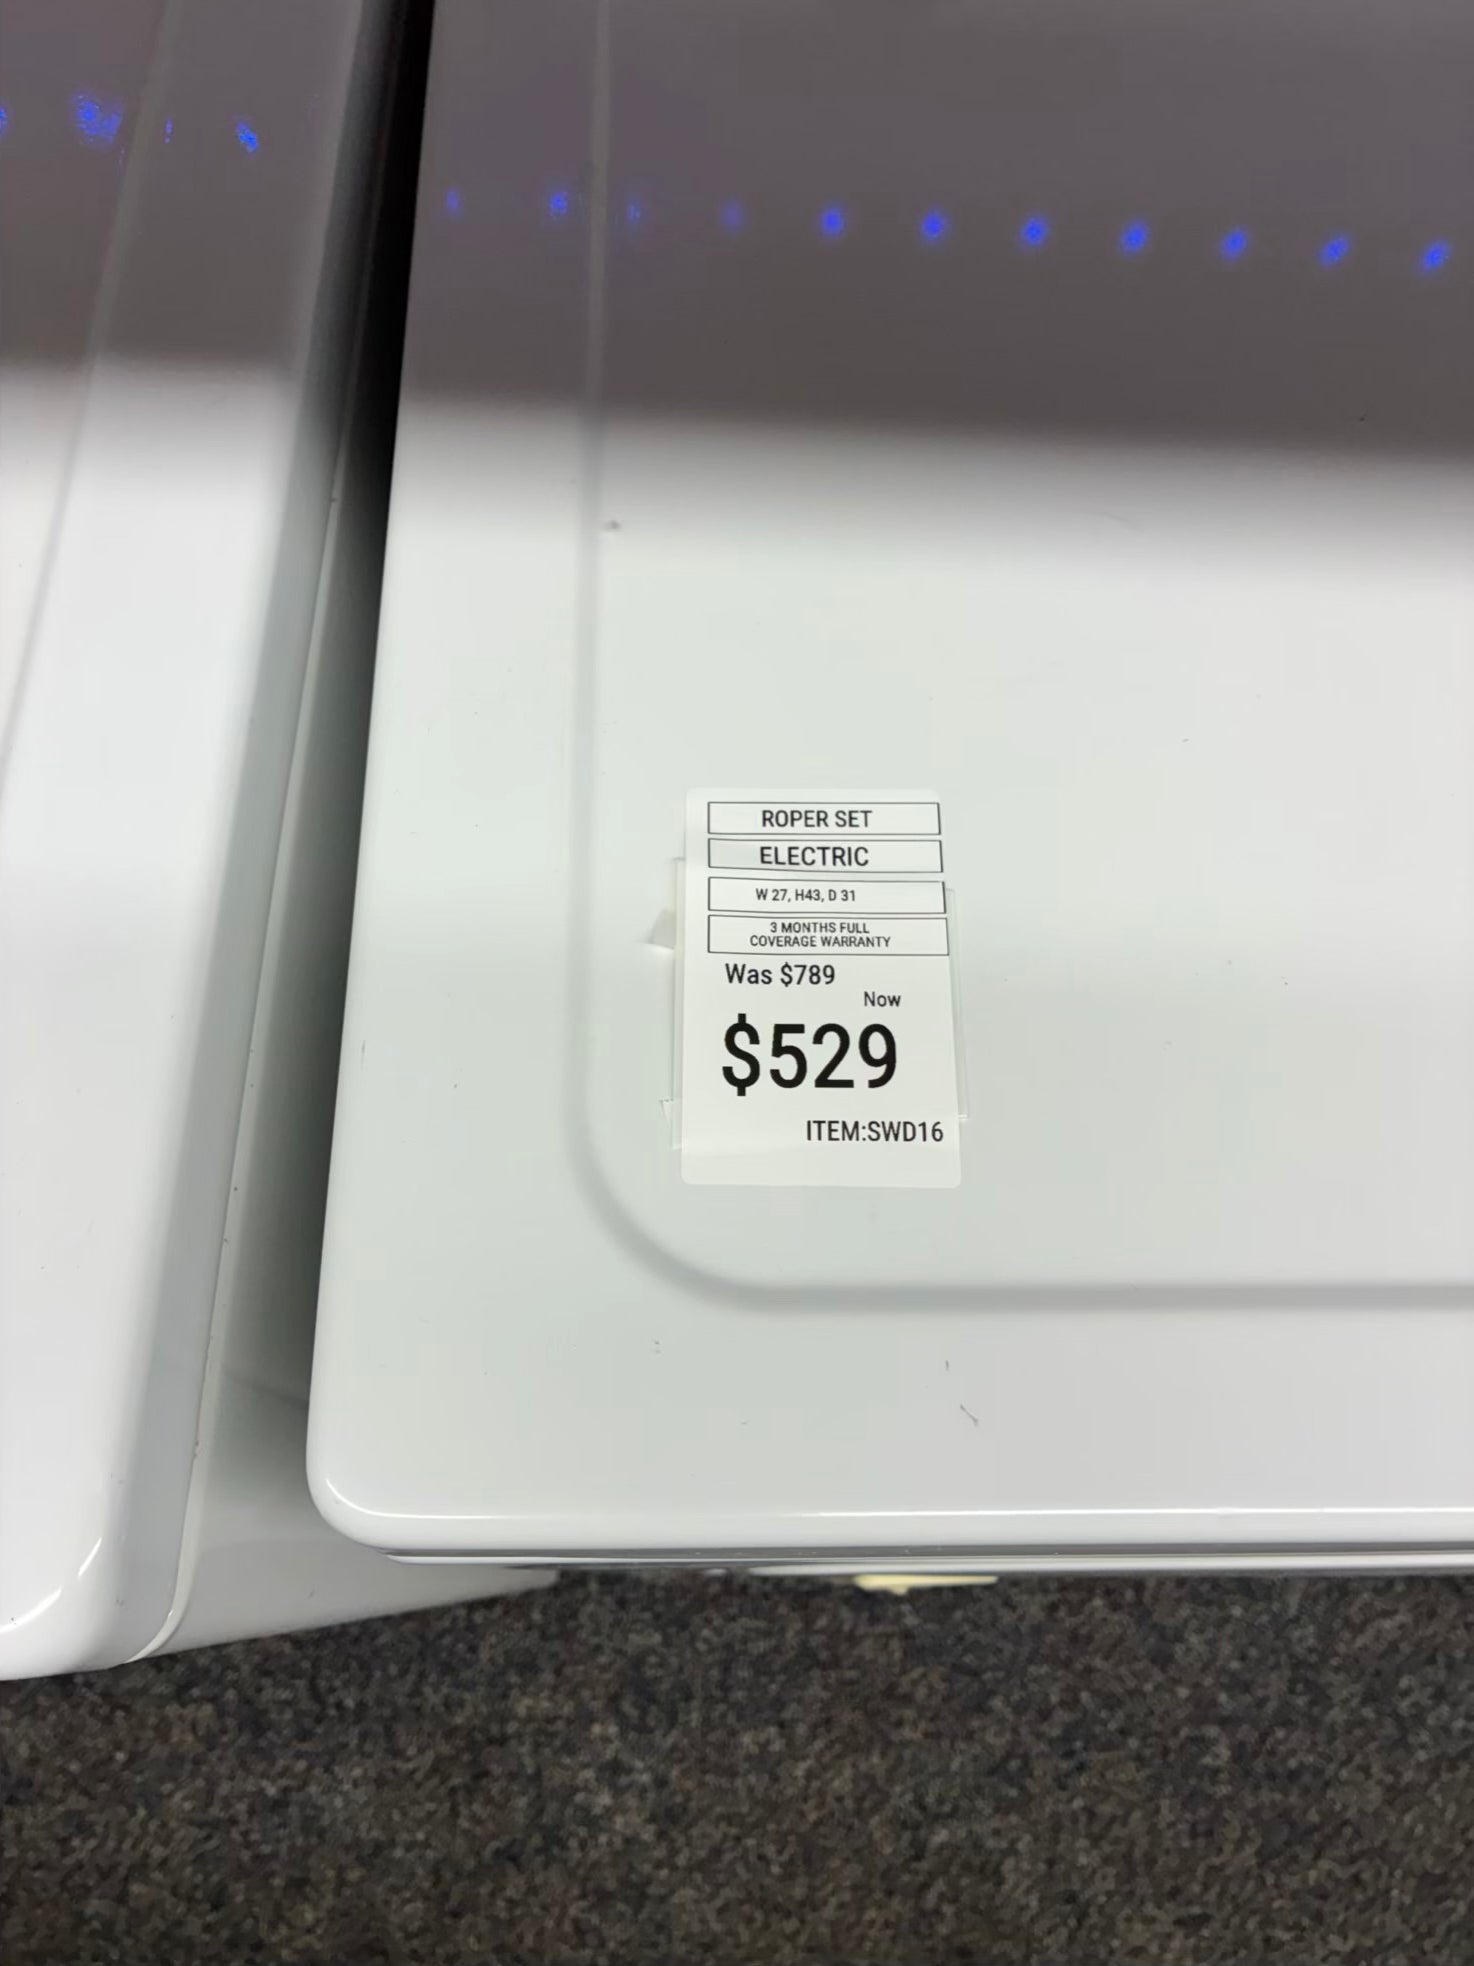 ROPER SET
ELECTRIC
W 27, H43, D 31
3 MONTHS FULL
COVERAGE WARRANTY
Was $789
Now
$529
ITEM:SWD16